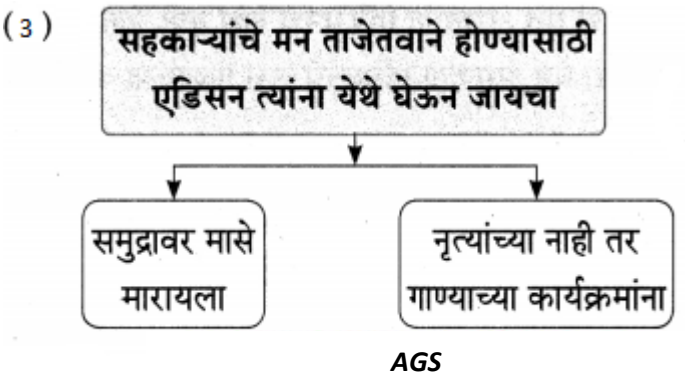 (3)
सहकाऱ्यांचे मन ताजेतवाने होण्यासाठी
एडिसन त्यांना येथे घेऊन जायचा
समुद्रावर मासे
मारायला
नृत्यांच्या नाही तर
गाण्याच्या कार्यक्रमांना
AGS